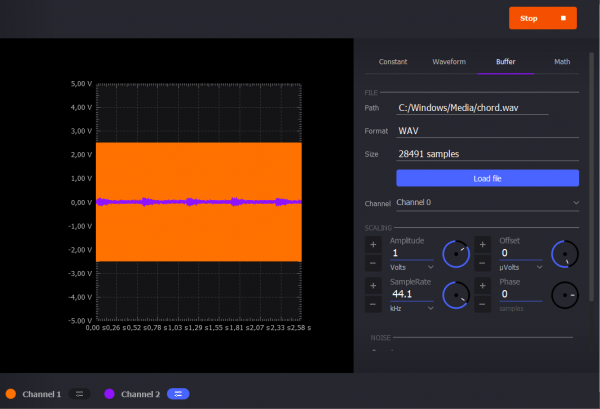 Stop
Constant Waveform Buffer Math
FILE
Path C:/Windows/Media/chord.wav
Format WAV
Size 28491 samples
Load file
Channel Channel 0
SCALING
+ Amplitude + Offset
1 0
− Volts − µVolts
+ SampleRate + Phase
44.1 0
− kHz − samples
NOISE
5,00 V
4,00 V
3,00 V
2,00 V
1,00 V
0,00 V
-1,00 V
-2,00 V
-3,00 V
-4,00 V
-5,00 V
0,00 s 0,26 s 0,52 s 0,78 s 1,03 s 1,29 s 1,55 s 1,81 s 2,07 s 2,33 s 2,58 s
Channel 1 Channel 2